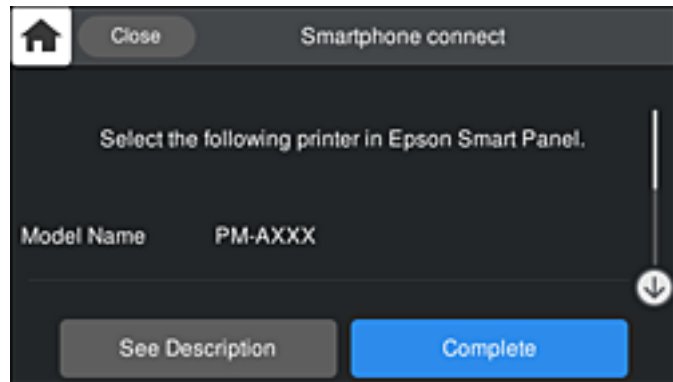 Close
Smartphone connect
Select the following printer in Epson Smart Panel.
Model Name PM-AXXX
See Description
Complete